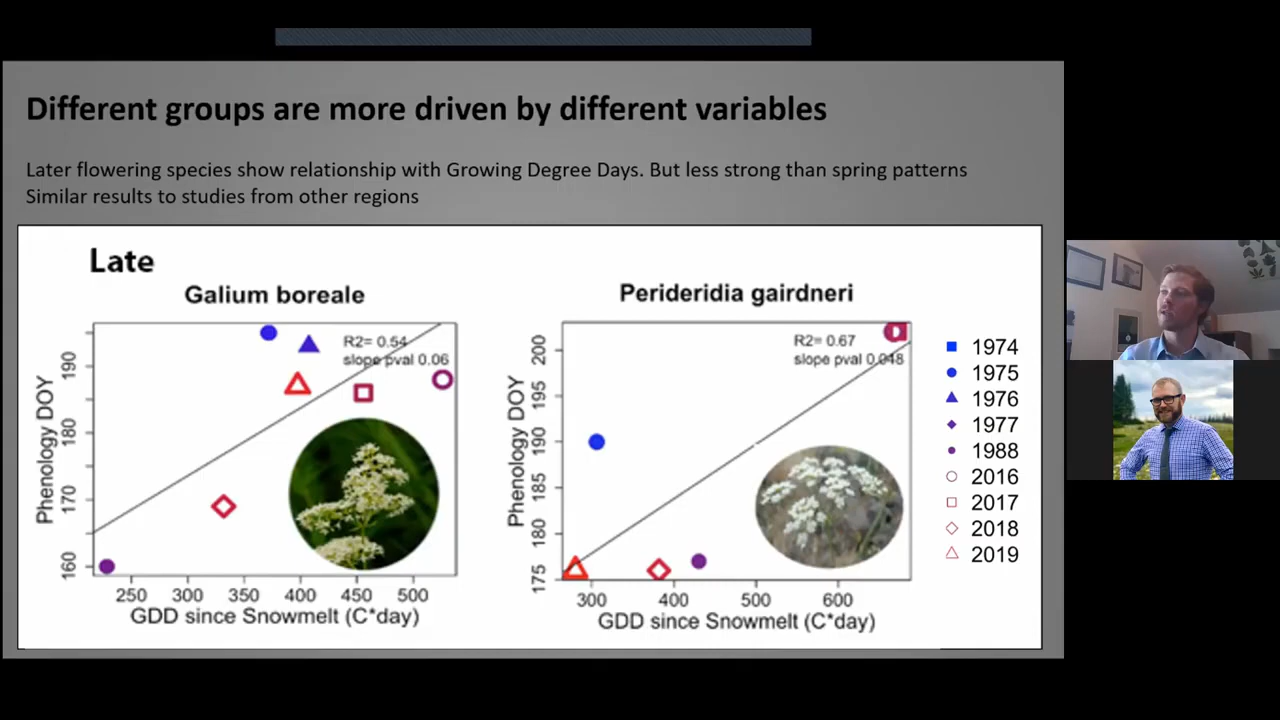 Different groups are more driven by different variables
Later flowering species show relationship with Growing Degree Days. But less strong than spring patterns
Similar results to studies from other regions
Late
Galium boreale
R2= 0.54
slope pval 0.06
Phenology DOY
160
170
180
190
250
300
350
400
450
500
GDD since Snowmelt (C*day)
Perideridia gairdneri
R2= 0.67
slope pval 0.048
Phenology DOY
175
180
185
190
195
200
300
400
500
600
GDD since Snowmelt (C*day)
1974
1975
1976
1977
1988
2016
2017
2018
2019